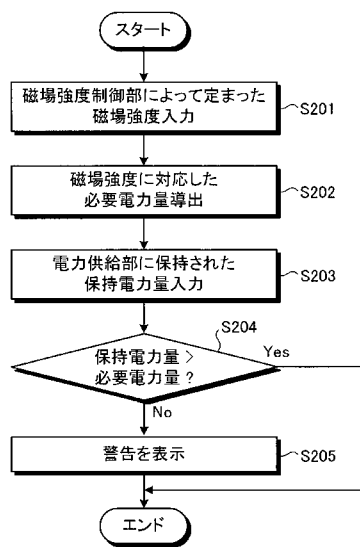 スタート
磁場強度制御部によって定まった
磁場強度入力
S201
磁場強度に対応した
必要電力量導出
S202
電力供給部に保持された
保持電力量入力
S203
S204
保持電力量>
必要電力量?
Yes
No
警告を表示
S205
エンド